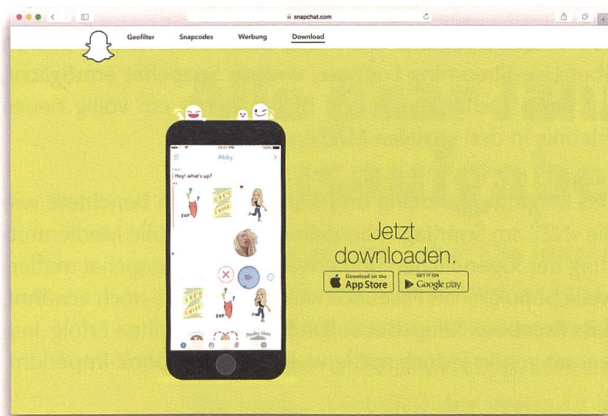 snapchat.com
Geofilter Snapcodes Werbung Download
Abby
Hey! what's up?
Jetzt
downloaden.
Download on the
App Store
GET IT ON
Google play